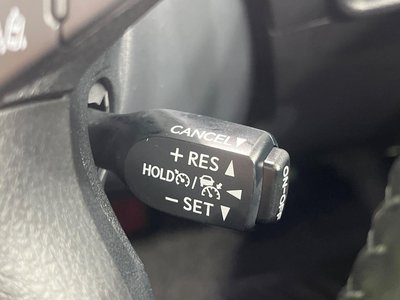 CANCEL▼
+RES▲
HOLD / ◀
−SET▼
ON-OFF